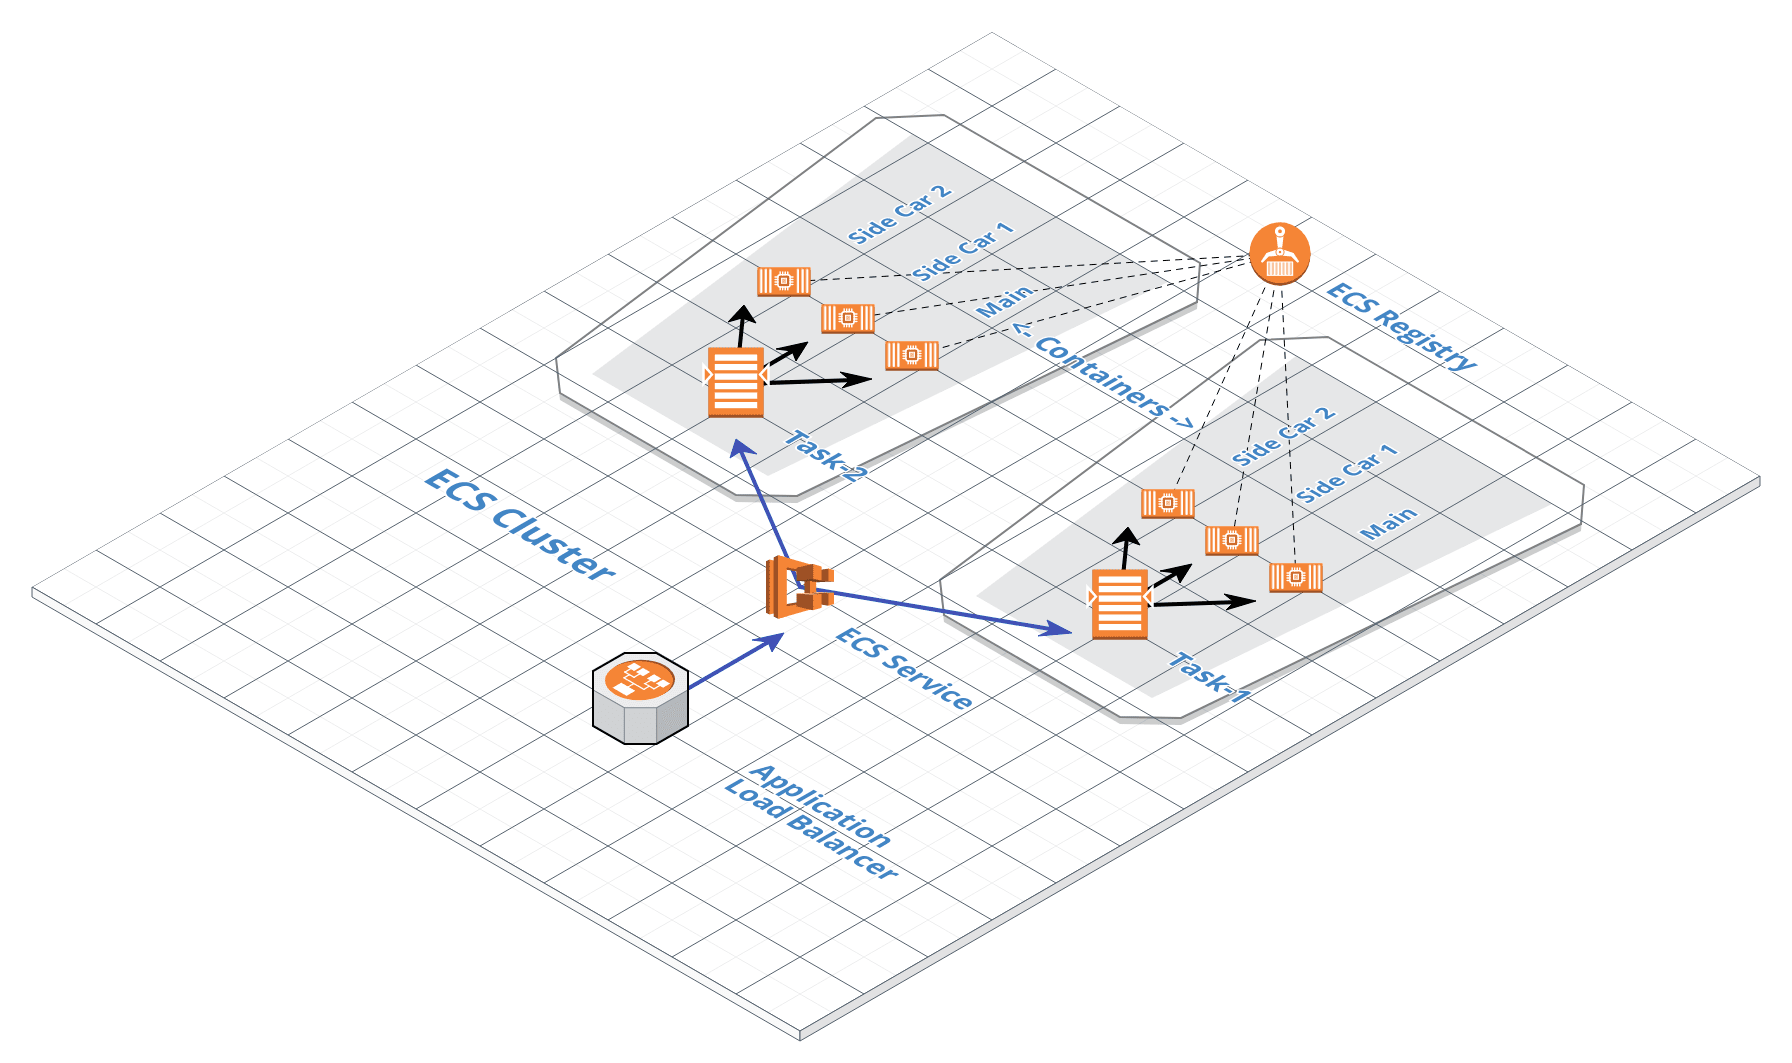 Side Car 2
Side Car 1
Main
<- Containers ->
ECS Registry
Task-2
Side Car 2
Side Car 1
Main
Task-1
ECS Cluster
ECS Service
Application
Load Balancer